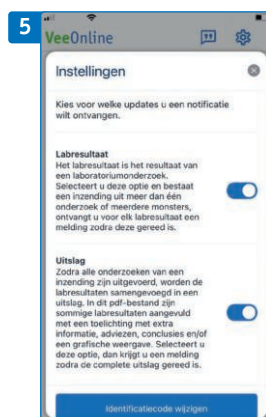 5
VeeOnline
Instellingen
Kies voor welke updates u een notificatie
wilt ontvangen.
Labresultaat
Het labresultaat is het resultaat van
een laboratoriumonderzoek.
Selecteert u deze optie en bestaat
een inzending uit meer dan één
onderzoek of meerdere monsters,
ontvangt u voor elk labresultaat een
melding zodra deze gereed is.
Uitslag
Zodra alle onderzoeken van een
inzending zijn uitgevoerd, worden de
labresultaten samengevoegd in een
uitslag. In dit pdf-bestand zijn
sommige labresultaten aangevuld
met een toelichting met extra
informatie, adviezen, conclusies en/of
een grafische weergave. Selecteert u
deze optie, dan krijgt u een melding
zodra de complete uitslag gereed is.
Identificatiecode wijzigen